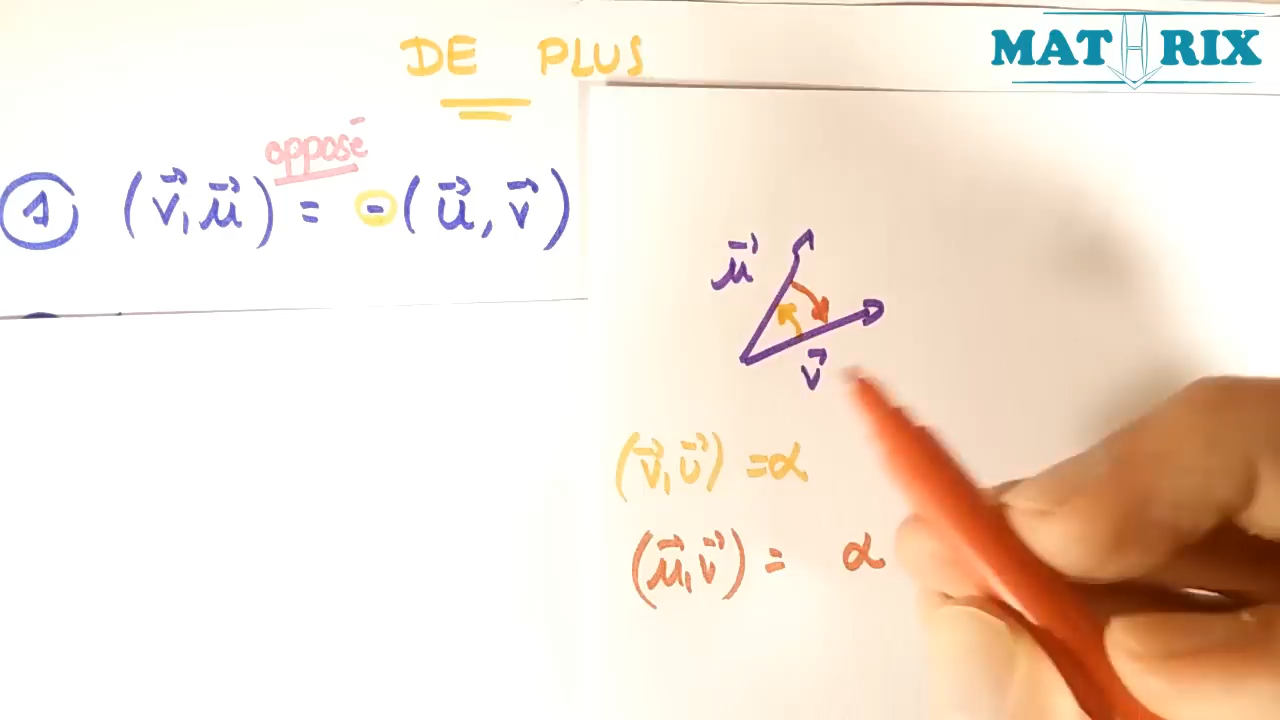 DE PLUS
MATHRIX
opposé
① (v⃗, μ⃗) = -(u⃗, v⃗)
μ⃗
v⃗
(v⃗, u⃗) = α
(μ⃗, v⃗) = α